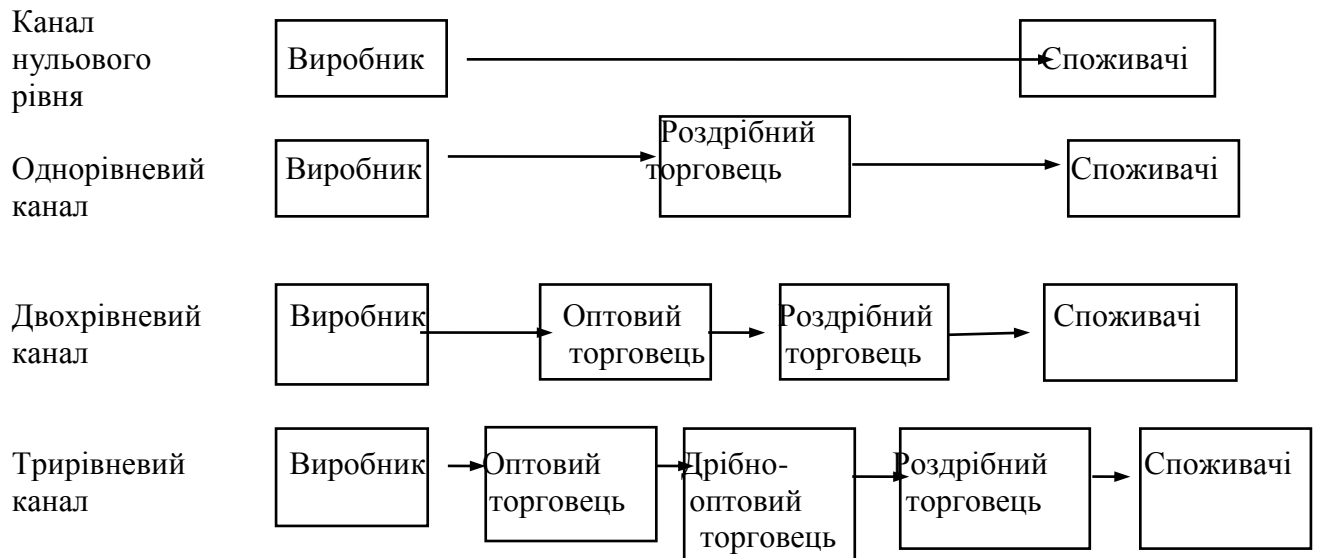 Канал
нульового
рівня
Виробник
Споживачі
Однорівневий
канал
Виробник
Роздрібний
торговець
Споживачі
Двохрівневий
канал
Виробник
Оптовий
торговець
Роздрібний
торговець
Споживачі
Трирівневий
канал
Виробник
Оптовий
торговець
Дрібно-
оптовий
торговець
Роздрібний
торговець
Споживачі